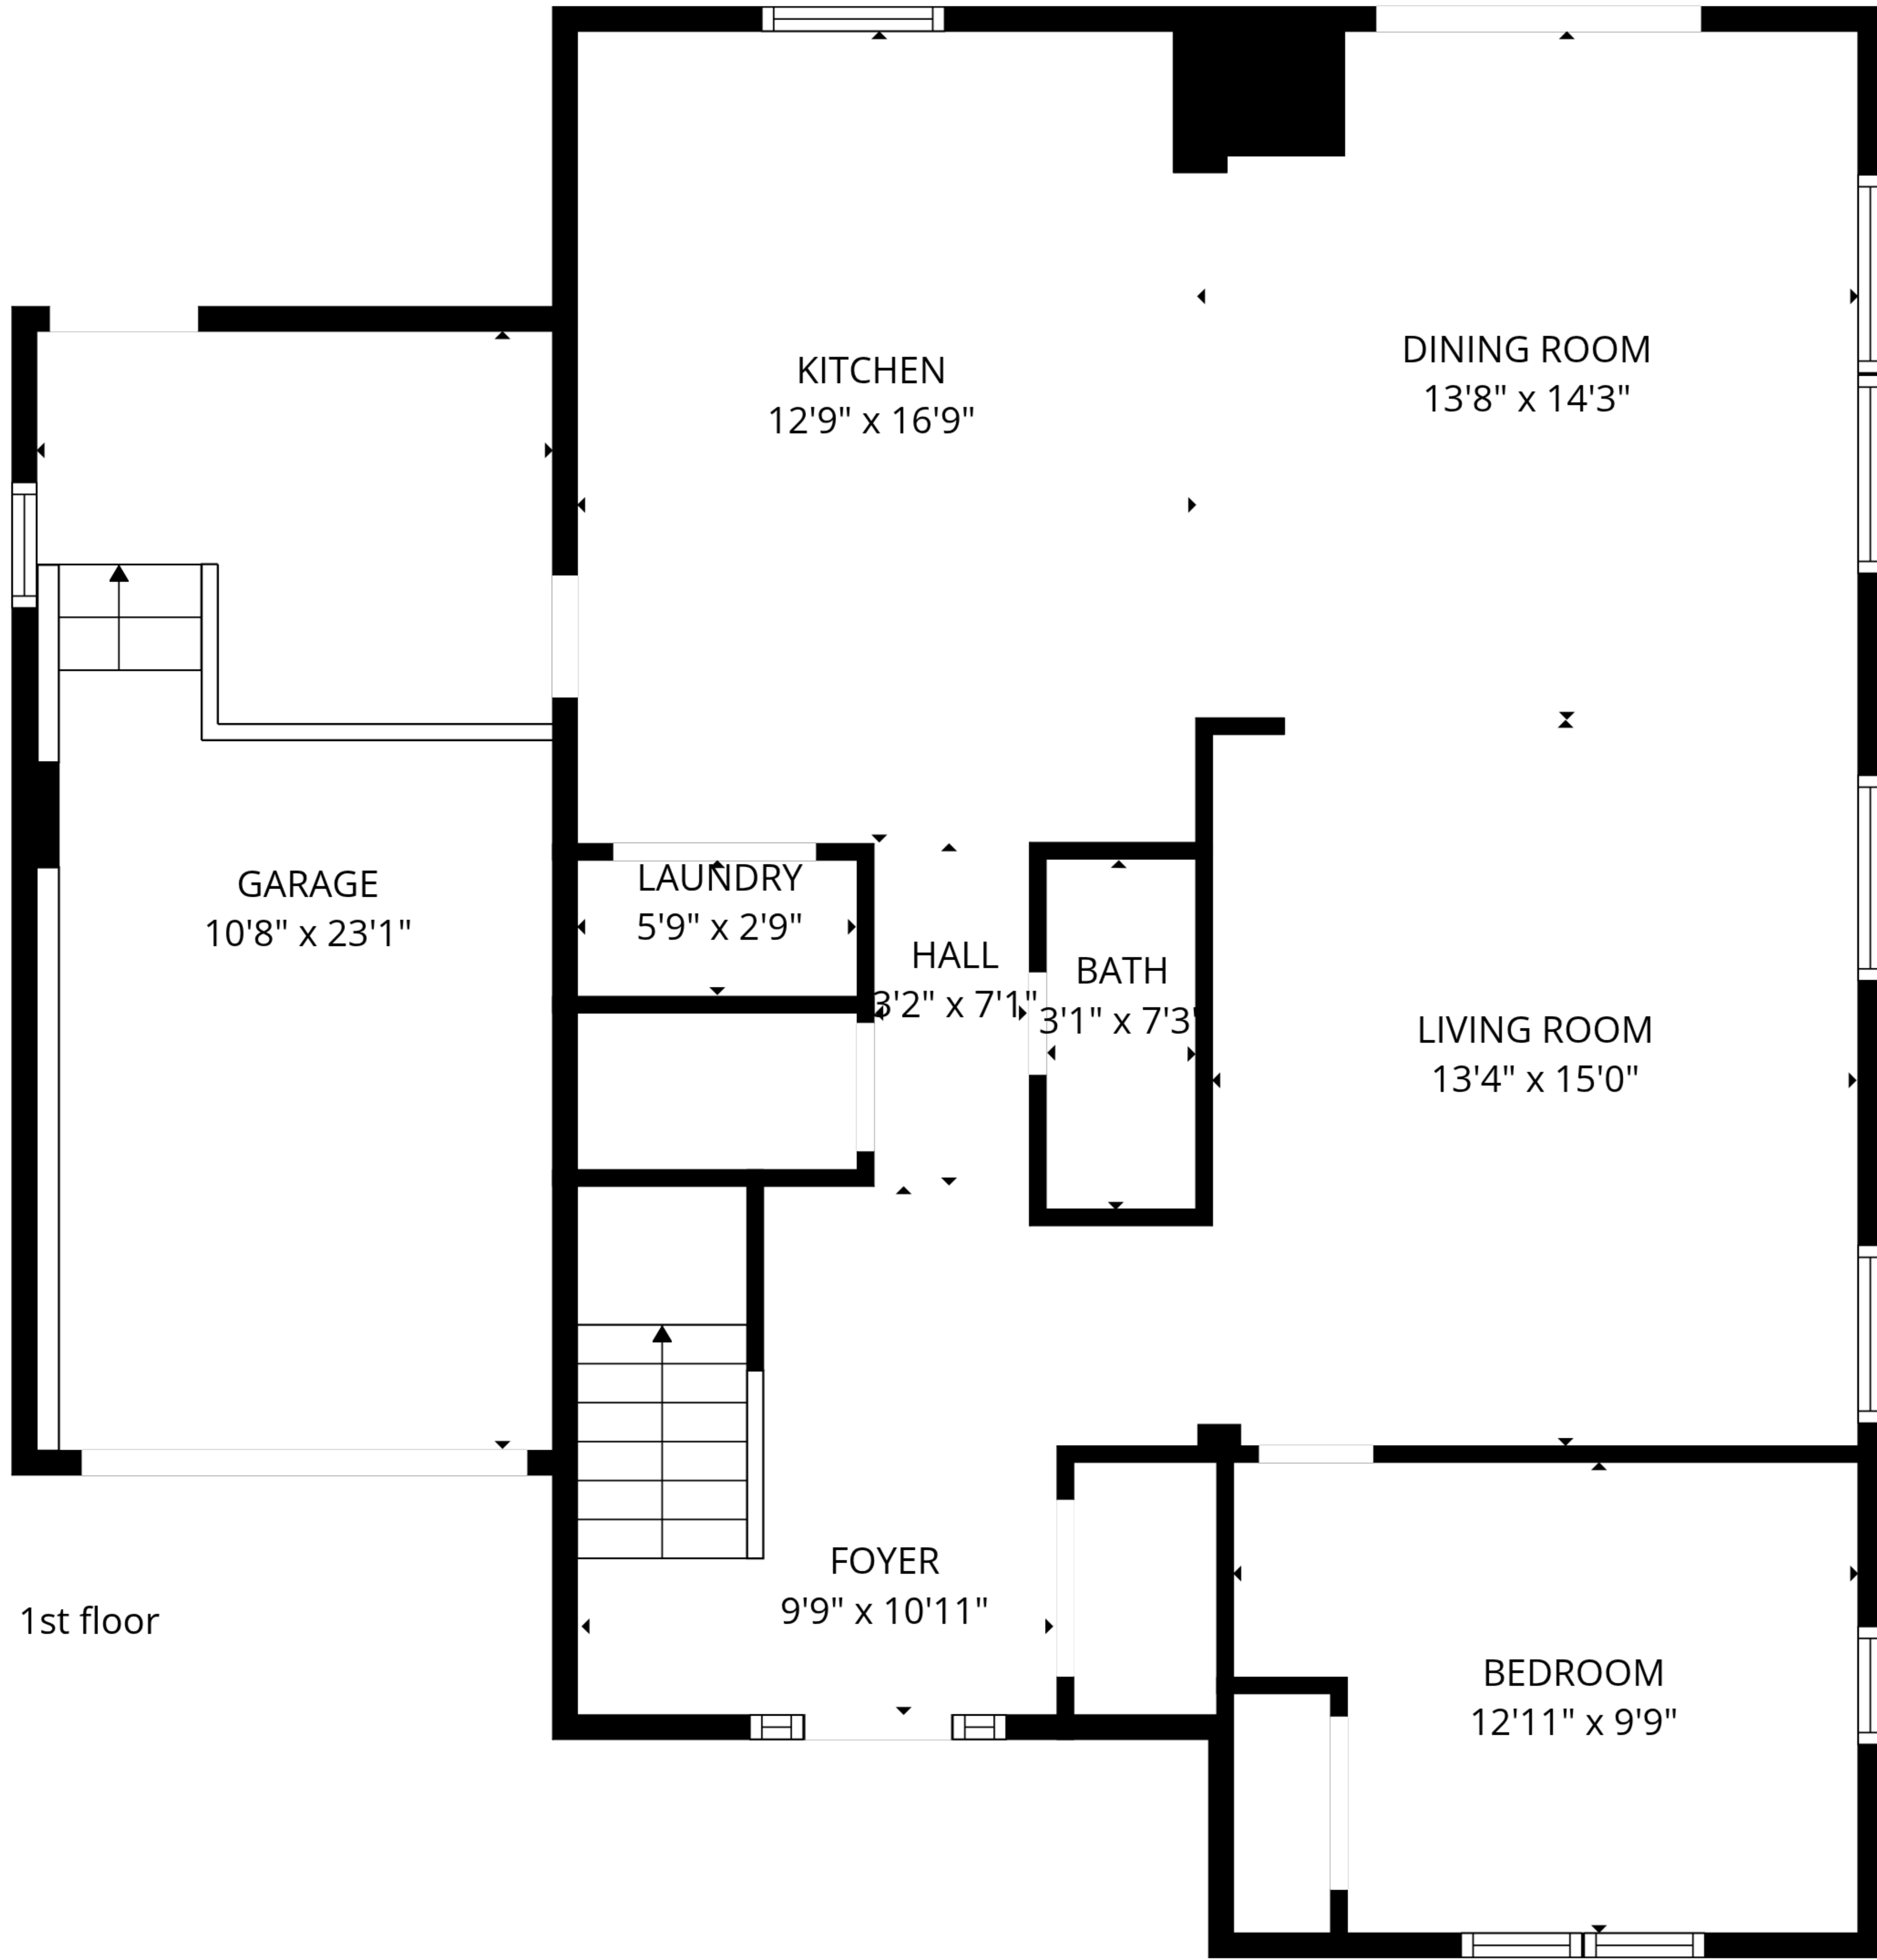 DINING ROOM
13'8" x 14'3"
KITCHEN
12'9" x 16'9"
GARAGE
10'8" x 23'1"
LAUNDRY
5'9" x 2'9"
HALL
3'2" x 7'1"
BATH
3'1" x 7'3"
LIVING ROOM
13'4" x 15'0"
FOYER
9'9" x 10'11"
1st floor
BEDROOM
12'11" x 9'9"